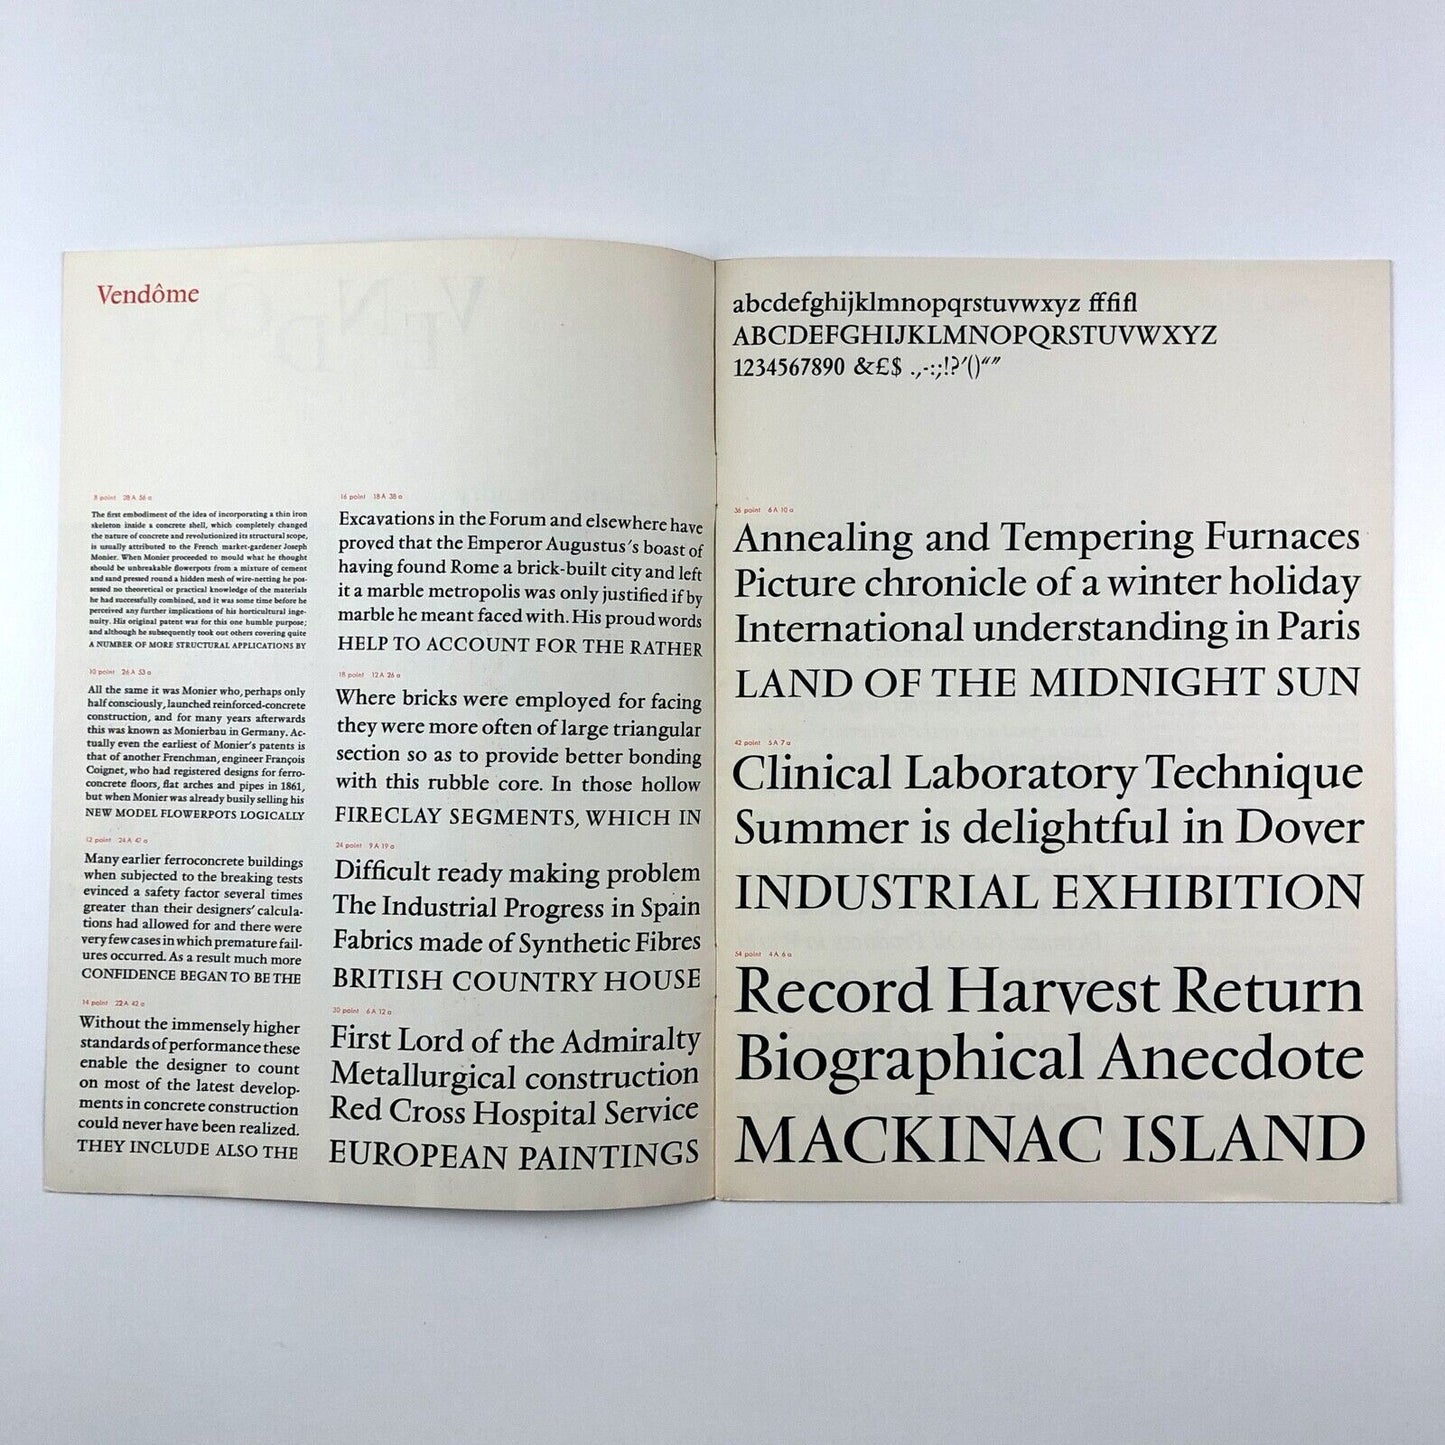 Vendôme
8 point 28 A 56 a
The first embodiment of the idea of incorporating a thin iron
skeleton inside a concrete shell, which completely changed
the nature of concrete and revolutionized its structural scope,
is usually attributed to the French market-gardener Joseph
Monier. When Monier proceeded to mould what he thought
should be unbreakable flowerpots from a mixture of cement
and sand pressed round a hidden mesh of wire-netting he pos-
sessed no theoretical or practical knowledge of the materials
he had successfully combined, and it was some time before he
perceived any further implications of his horticultural inge-
nuity. His original patent was for this one humble purpose;
and although he subsequently took out others covering quite
A NUMBER OF MORE STRUCTURAL APPLICATIONS BY
10 point 26 A 53 a
All the same it was Monier who, perhaps only
half consciously, launched reinforced-concrete
construction, and for many years afterwards
this was known as Monierbau in Germany. Ac-
tually even the earliest of Monier's patents is
that of another Frenchman, engineer François
Coignet, who had registered designs for ferro-
concrete floors, flat arches and pipes in 1861,
but when Monier was already busily selling his
NEW MODEL FLOWERPOTS LOGICALLY
12 point 24 A 47 a
Many earlier ferroconcrete buildings
when subjected to the breaking tests
evinced a safety factor several times
greater than their designers' calcula-
tions had allowed for and there were
very few cases in which premature fail-
ures occurred. As a result much more
CONFIDENCE BEGAN TO BE THE
14 point 22 A 42 a
Without the immensely higher
standards of performance these
enable the designer to count
on most of the latest develop-
ments in concrete construction
could never have been realized.
THEY INCLUDE ALSO THE
16 point 18 A 38 a
Excavations in the Forum and elsewhere have
proved that the Emperor Augustus's boast of
having found Rome a brick-built city and left
it a marble metropolis was only justified if by
marble he meant faced with. His proud words
HELP TO ACCOUNT FOR THE RATHER
18 point 12 A 26 a
Where bricks were employed for facing
they were more often of large triangular
section so as to provide better bonding
with this rubble core. In those hollow
FIRECLAY SEGMENTS, WHICH IN
24 point 9 A 19 a
Difficult ready making problem
The Industrial Progress in Spain
Fabrics made of Synthetic Fibres
BRITISH COUNTRY HOUSE
30 point 6 A 12 a
First Lord of the Admiralty
Metallurgical construction
Red Cross Hospital Service
EUROPEAN PAINTINGS
abcdefghijklmnopqrstuvwxyz fffifl
ABCDEFGHIJKLMNOPQRSTUVWXYZ
1234567890 &£$ .,-:;!?'()“”
36 point 6 A 10 a
Annealing and Tempering Furnaces
Picture chronicle of a winter holiday
International understanding in Paris
LAND OF THE MIDNIGHT SUN
42 point 5 A 7 a
Clinical Laboratory Technique
Summer is delightful in Dover
INDUSTRIAL EXHIBITION
54 point 4 A 6 a
Record Harvest Return
Biographical Anecdote
MACKINAC ISLAND